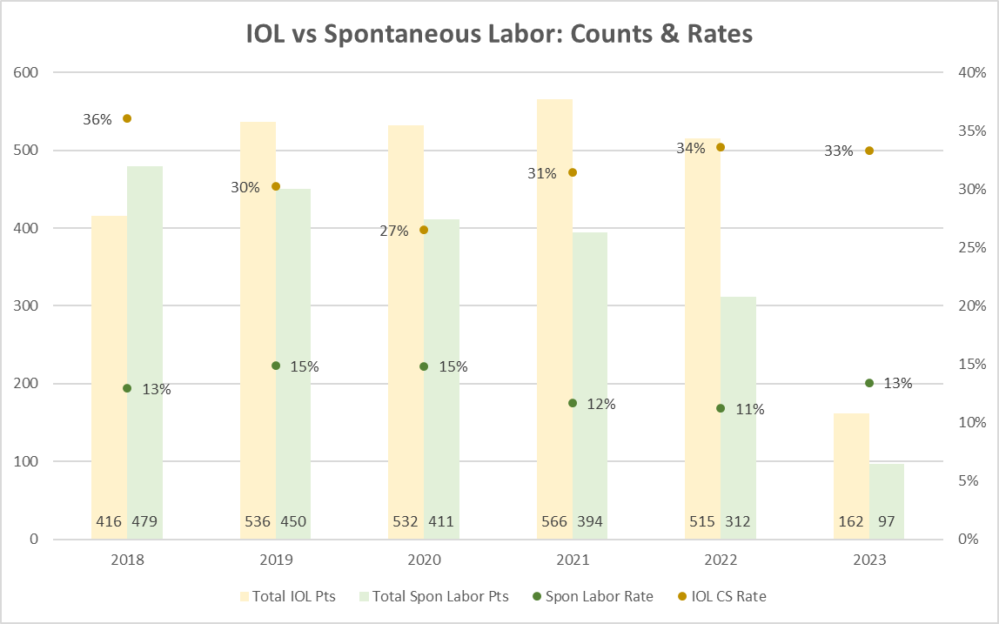 IOL vs Spontaneous Labor: Counts & Rates
600 40%
36% 35%
500 34% 33%
31%
30% 30%
400 27% 25%
300 20%
15% 15% 15%
200 13% 12% 11% 13%
10%
100 5%
416 479 536 450 532 411 566 394 515 312 162 97
0 0%
2018 2019 2020 2021 2022 2023
Total IOL Pts Total Spon Labor Pts Spon Labor Rate IOL CS Rate